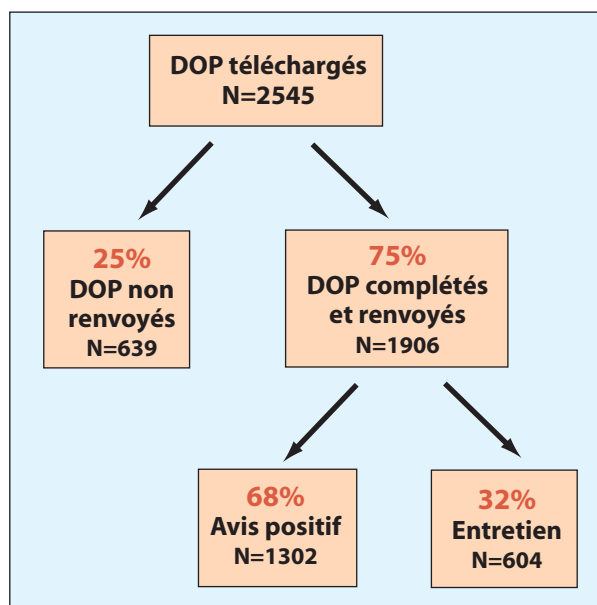 DOP téléchargés
N=2545
25%
DOP non
renvoyés
N=639
75%
DOP complétés
et renvoyés
N=1906
68%
Avis positif
N=1302
32%
Entretien
N=604